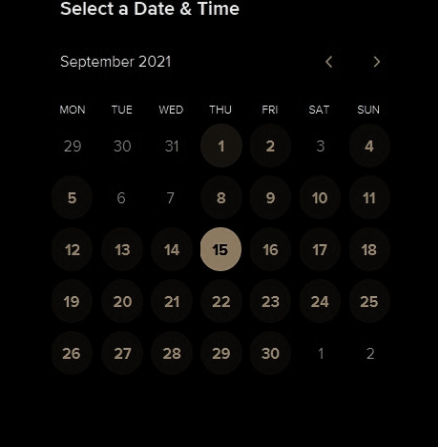 Select a Date & Time
September 2021
MON TUE WED THU FRI SAT SUN
29 30 31 1 2 3 4
5 6 7 8 9 10 11
12 13 14 15 16 17 18
19 20 21 22 23 24 25
26 27 28 29 30 1 2